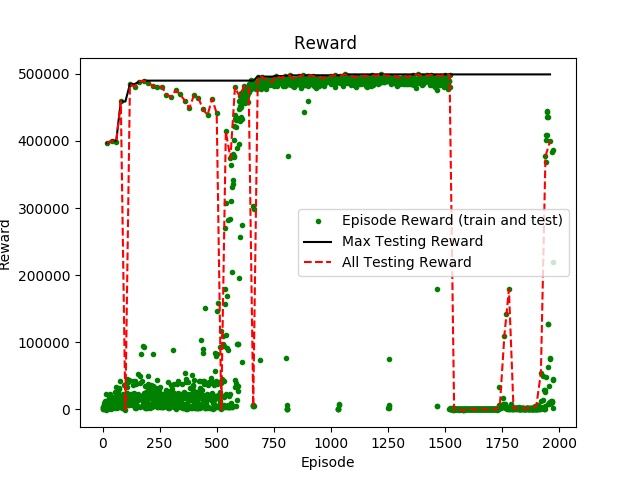 Reward
500000
400000
300000
200000
100000
0
Reward
Episode Reward (train and test)
Max Testing Reward
All Testing Reward
0 250 500 750 1000 1250 1500 1750 2000
Episode